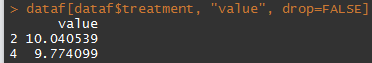 > dataf[dataf$treatment, "value", drop=FALSE]
value
2 10.040539
4 9.774099